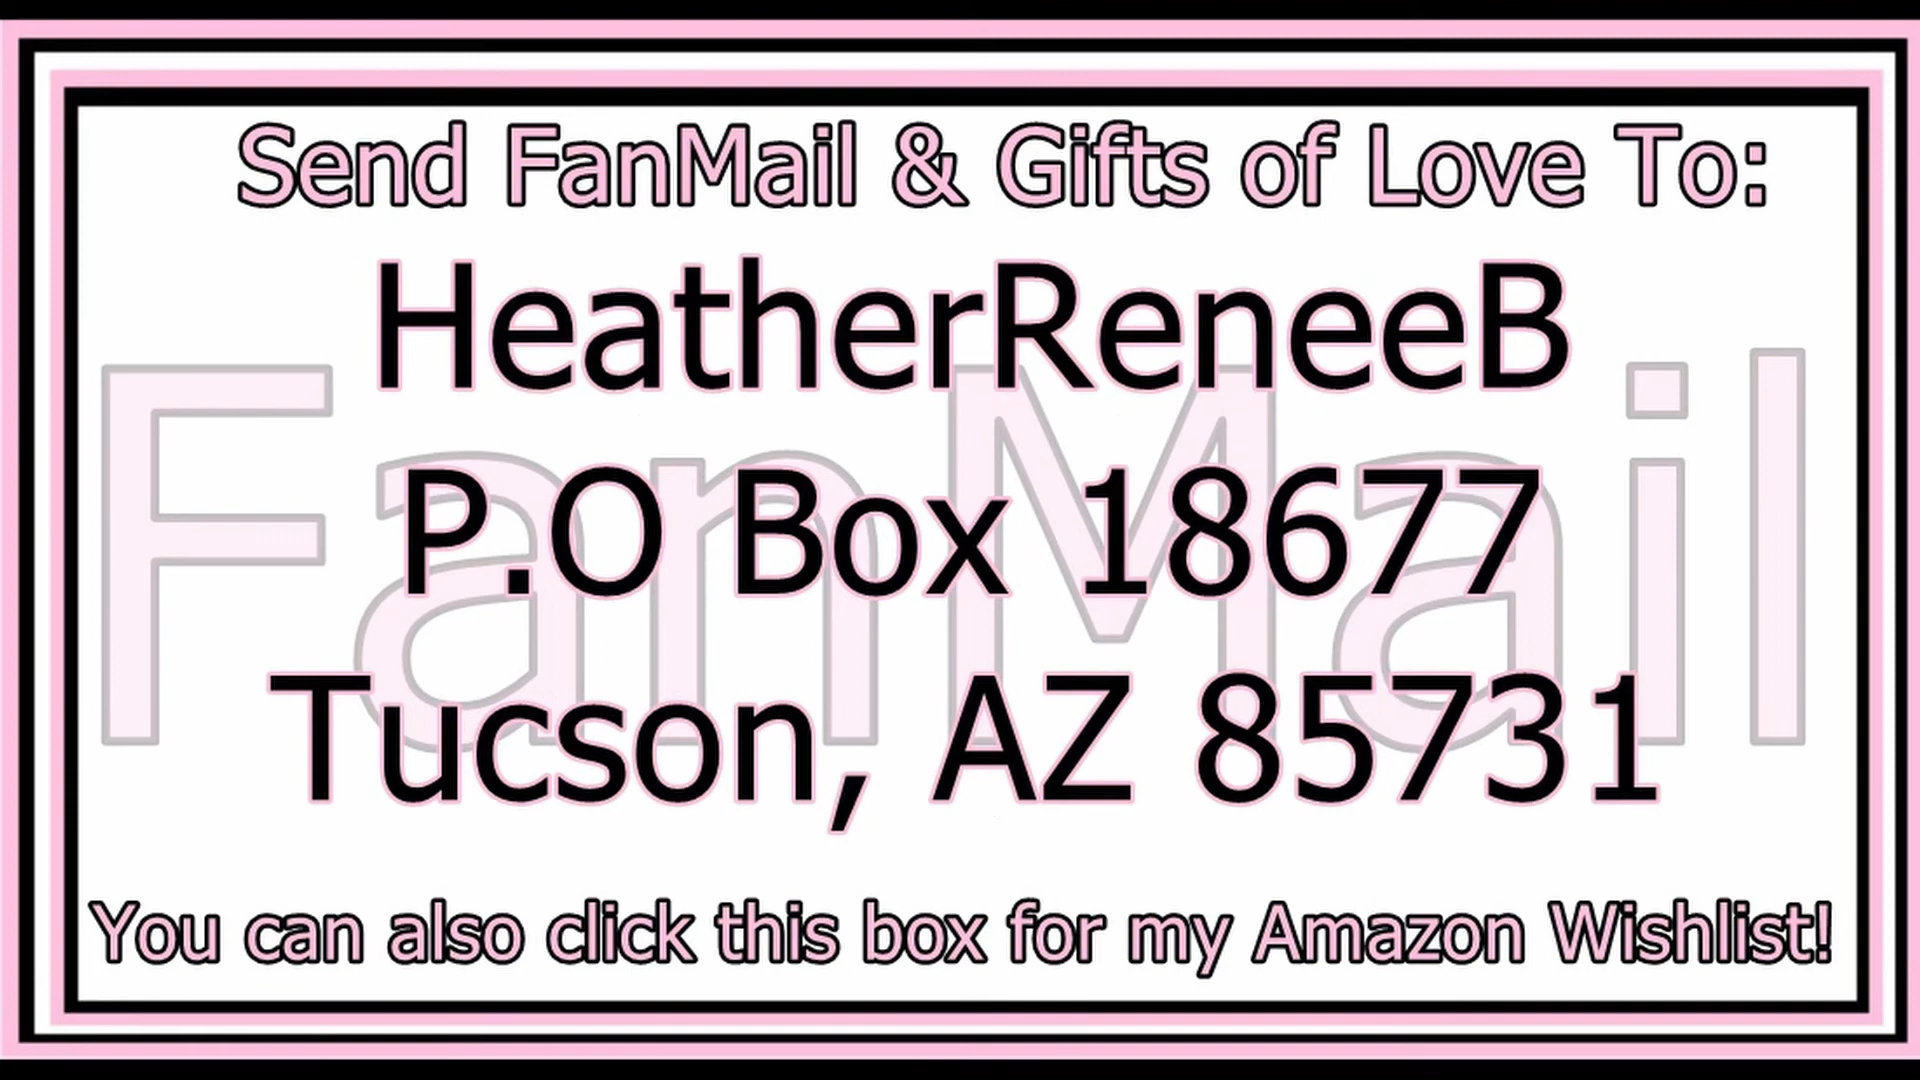 Send FanMail & Gifts of Love To:
HeatherReneeB
FanMail
P.O Box 18677
Tucson, AZ 85731
You can also click this box for my Amazon Wishlist!